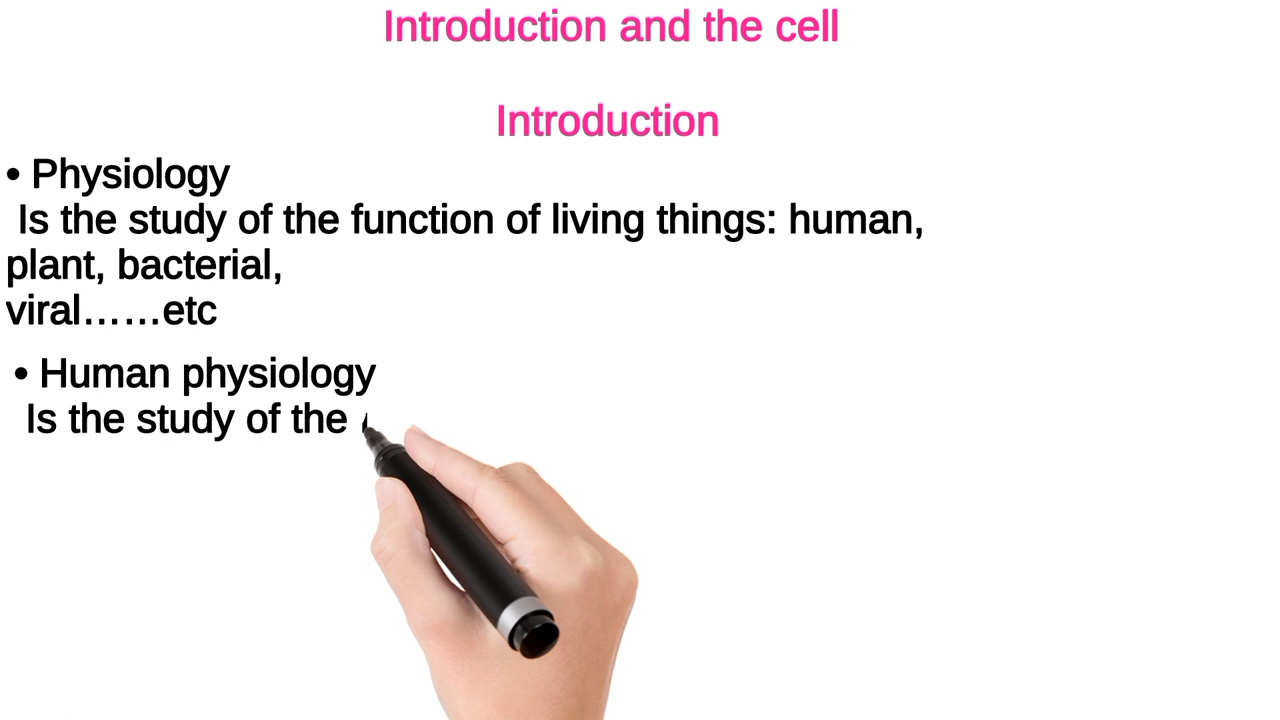 Introduction and the cell
Introduction
• Physiology
Is the study of the function of living things: human,
plant, bacterial,
viral……etc
• Human physiology
Is the study of the